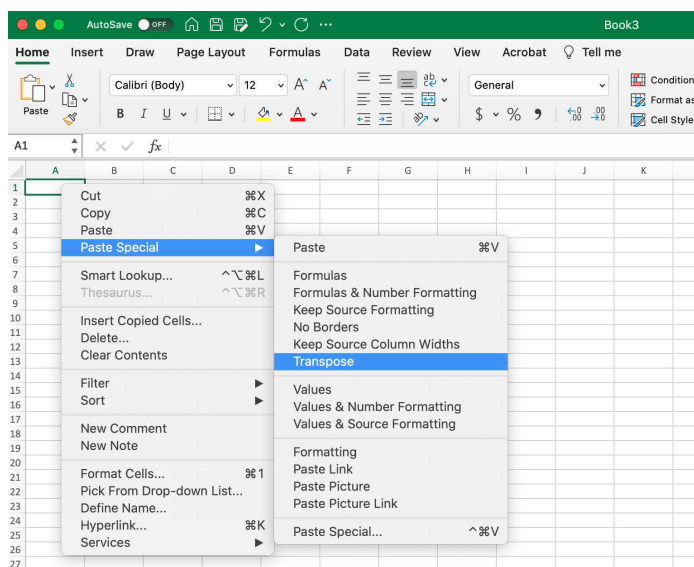 AutoSave OFF ... Book3
Home Insert Draw Page Layout Formulas Data Review View Acrobat Tell me
Paste
Calibri (Body) 12 A^ A˅
B I U A
ab
General
$ % 9 .00
Condition
Format as
Cell Style
A1 fx
A B C D E F G H I J K
1
2
3
4
5
6
7
8
9
10
11
12
13
14
15
16
17
18
19
20
21
22
23
24
25
26
27
Cut ⌘X
Copy ⌘C
Paste ⌘V
Paste Special
Smart Lookup... ^⌥⌘L
Thesaurus... ^⌥⌘R
Insert Copied Cells...
Delete...
Clear Contents
Filter
Sort
New Comment
New Note
Format Cells... ⌘1
Pick From Drop-down List...
Define Name...
Hyperlink... ⌘K
Services
Paste ⌘V
Formulas
Formulas & Number Formatting
Keep Source Formatting
No Borders
Keep Source Column Widths
Transpose
Values
Values & Number Formatting
Values & Source Formatting
Formatting
Paste Link
Paste Picture
Paste Picture Link
Paste Special... ^⌘V